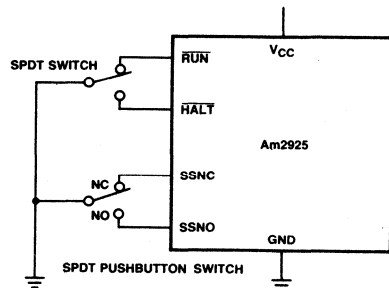 VCC
SPDT SWITCH
RUN
HALT
Am2925
NC
SSNC
NO
SSNO
GND
SPDT PUSHBUTTON SWITCH